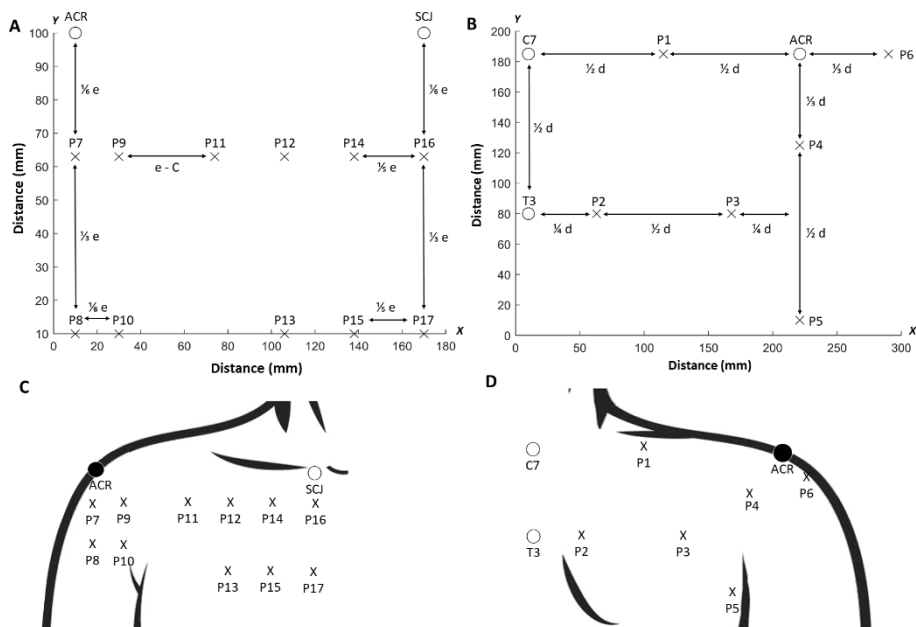 A
Y
ACR
SCJ
100
90
80
70
60
50
40
30
20
10
Distance (mm)
⅙ e
⅙ e
P7
P9
P11
P12
P14
P16
e - C
⅕ e
⅓ e
⅓ e
P8
⅙ e
P10
P13
P15
⅕ e
P17
X
0
20
40
60
80
100
120
140
160
180
Distance (mm)
B
Y
C7
P1
ACR
P6
200
180
160
140
120
100
80
60
40
20
0
Distance (mm)
½ d
½ d
⅓ d
½ d
⅓ d
P4
T3
P2
P3
¼ d
½ d
¼ d
½ d
P5
X
0
50
100
150
200
250
300
Distance (mm)
C
ACR
SCJ
X X X X X X
P7 P9 P11 P12 P14 P16
X X
P8 P10
X X X
P13 P15 P17
D
C7
X
P1
ACR
X
P6
X
P4
T3
X
P2
X
P3
X
P5